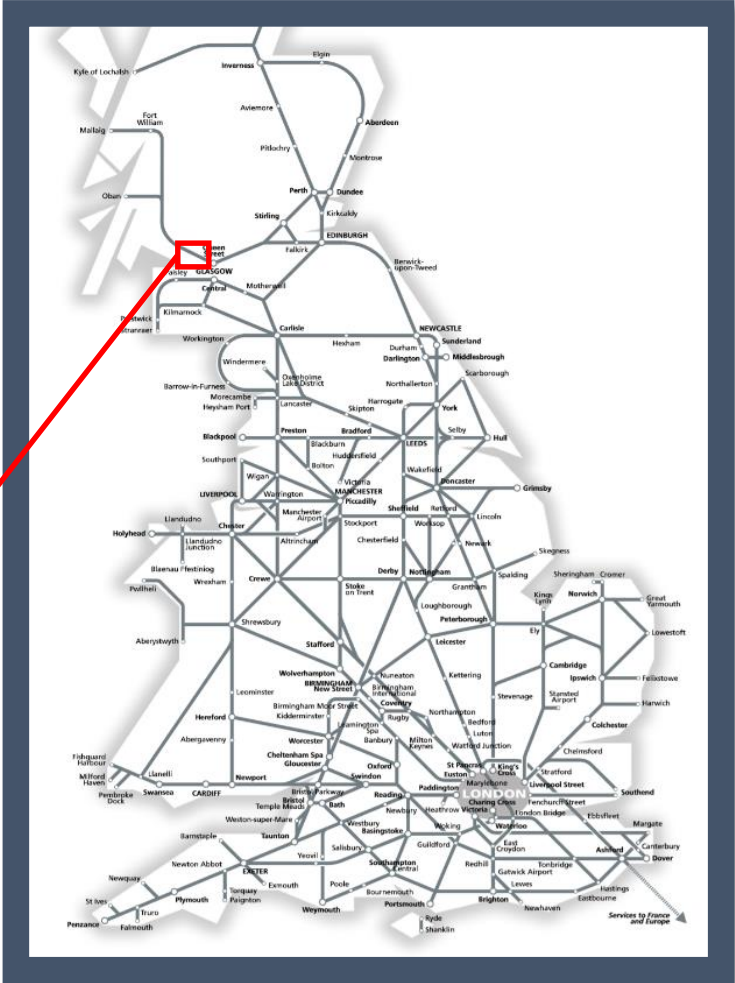 Elgin
Inverness
Kyle of Lochalsh
Aviemore
Fort
William
Aberdeen
Mallaig
Pitlochry
Montrose
Perth
Dundee
Oban
Stirling
Kirkcaldy
EDINBURGH
Queen
Street
Falkirk
Berwick-
upon-Tweed
GLASGOW
Central
Motherwell
Kilmarnock
Carlisle
NEWCASTLE
Workington
Hexham
Sunderland
Durham
Darlington
Middlesbrough
Windermere
Scarborough
Oxenholme
Lake District
Barrow-in-Furness
Northallerton
Morecambe
Heysham Port
Lancaster
Harrogate
York
Skipton
Blackpool
Preston
Bradford
Selby
Hull
Blackburn
LEEDS
Huddersfield
Southport
Bolton
Wakefield
Wigan
Victoria
Doncaster
MANCHESTER
Piccadilly
Grimsby
LIVERPOOL
Warrington
Manchester
Airport
Sheffield
Retford
Lincoln
Llandudno
Stockport
Worksop
Chester
Holyhead
Llandudno
Junction
Altrincham
Chesterfield
Newark
Skegness
Blaenau Ffestiniog
Wrexham
Crewe
Stoke
on Trent
Derby
Nottingham
Grantham
Spalding
Sheringham
Cromer
Pwllheli
Kings
Lynn
Norwich
Great
Yarmouth
Loughborough
Shrewsbury
Peterborough
Ely
Lowestoft
Aberystwyth
Stafford
Leicester
Wolverhampton
Cambridge
BIRMINGHAM
New Street
Nuneaton
Kettering
Ipswich
Felixstowe
Birmingham
International
Leominster
Stevenage
Stansted
Airport
Birmingham Moor Street
Coventry
Harwich
Kidderminster
Rugby
Northampton
Hereford
Leamington
Spa
Bedford
Colchester
Abergavenny
Worcester
Banbury
Milton
Keynes
Luton
Watford Junction
Chelmsford
Cheltenham Spa
Gloucester
Fishguard
Harbour
Oxford
St Pancras
King's
Cross
Euston
Stratford
Milford
Haven
Llanelli
Newport
Swindon
Marylebone
Liverpool Street
Pembroke
Dock
Swansea
CARDIFF
Bristol Parkway
Reading
Paddington
LONDON
Southend
Bristol
Temple Meads
Bath
Newbury
Heathrow
Victoria
Charing Cross
Fenchurch Street
London Bridge
Weston-super-Mare
Westbury
Basingstoke
Woking
Waterloo
Ebbsfleet
Margate
Barnstaple
Taunton
Salisbury
Guildford
East
Croydon
Canterbury
Yeovil
Newton Abbot
Southampton
Central
Redhill
Tonbridge
Ashford
Dover
EXETER
Gatwick Airport
Newquay
Exmouth
Poole
Lewes
Torquay
Paignton
Bournemouth
Hastings
St Ives
Plymouth
Portsmouth
Brighton
Eastbourne
Truro
Weymouth
Newhaven
Penzance
Falmouth
Ryde
Shanklin
Services to France
and Europe